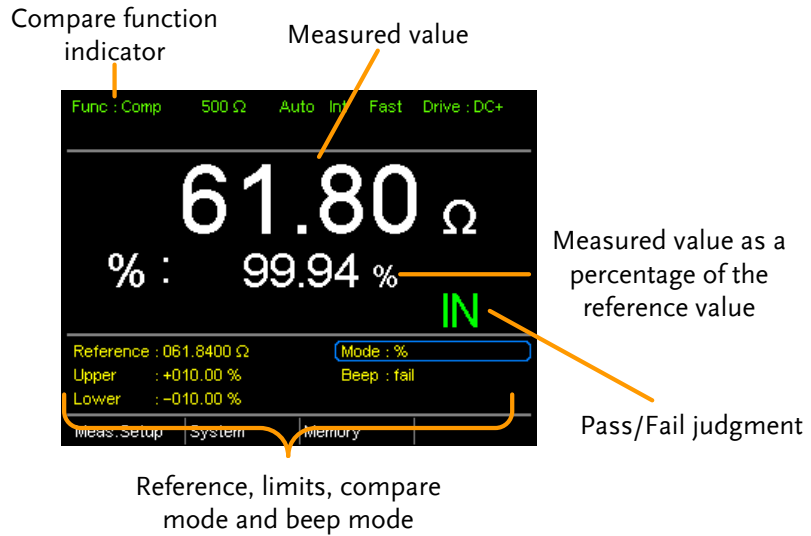 Compare function
indicator
Measured value
Func : Comp 500 Ω Auto Int Fast Drive : DC+
61.80 Ω
% : 99.94 %
IN
Measured value as a
percentage of the
reference value
Reference : 061.8400 Ω Mode : %
Upper : +010.00 % Beep : fail
Lower : -010.00 %
Meas.Setup System Memory
Pass/Fail judgment
Reference, limits, compare
mode and beep mode